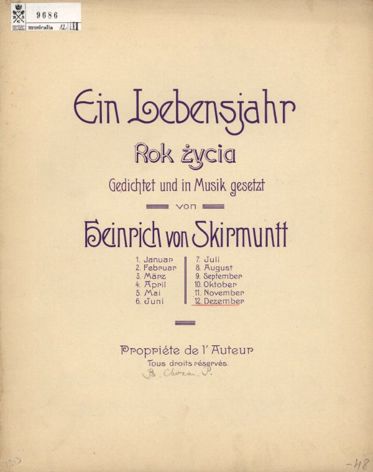 9686
musicalia
Ein Lebensjahr
Rok życia
Gedichtet und in Musik gesetzt
von
Heinrich von Skirmuntt
1. Januar
2. Februar
3. März
4. April
5. Mai
6. Juni
7. Juli
8. August
9. September
10. Oktober
11. November
12. Dezember
Propriéte de l'Auteur
Tous droits réservés.
-48